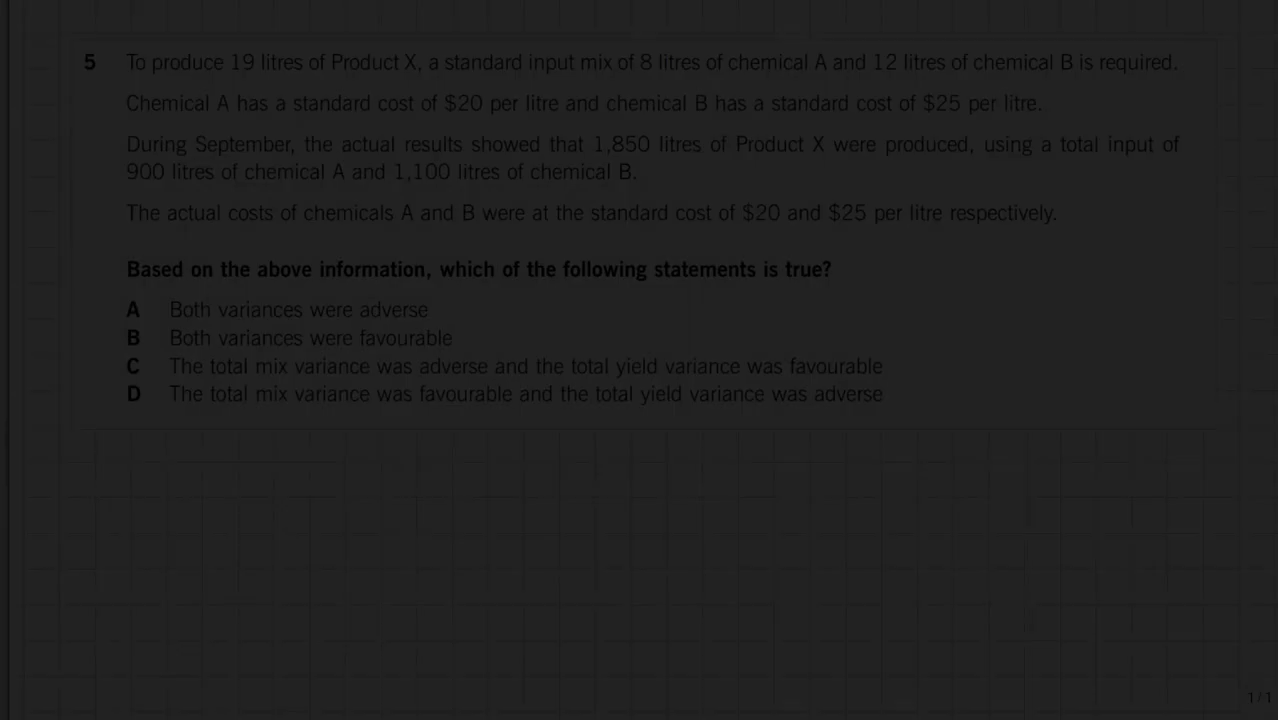 5 To produce 19 litres of Product X, a standard input mix of 8 litres of chemical A and 12 litres of chemical B is required.
Chemical A has a standard cost of $20 per litre and chemical B has a standard cost of $25 per litre.
During September, the actual results showed that 1,850 litres of Product X were produced, using a total input of
900 litres of chemical A and 1,100 litres of chemical B.
The actual costs of chemicals A and B were at the standard cost of $20 and $25 per litre respectively.
Based on the above information, which of the following statements is true?
A Both variances were adverse
B Both variances were favourable
C The total mix variance was adverse and the total yield variance was favourable
D The total mix variance was favourable and the total yield variance was adverse
1 / 1